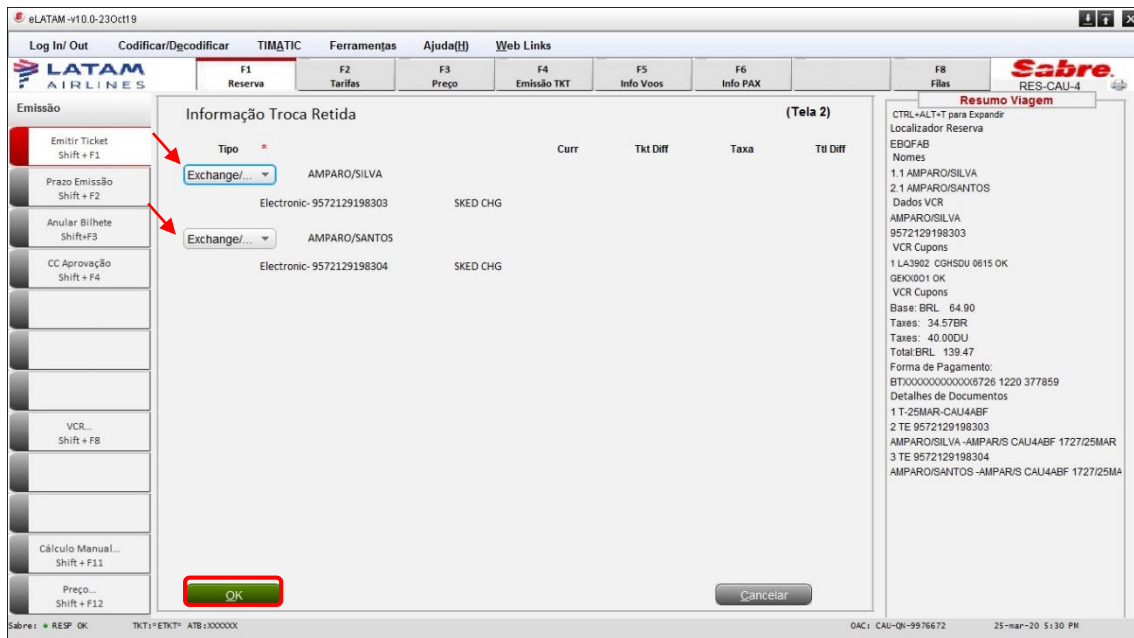 eLATAM -v10.0-23Oct19
Log In/ Out Codificar/Decodificar TIMATIC Ferramentas Ajuda(H) Web Links
LATAM
AIRLINES
F1
Reserva
F2
Tarifas
F3
Preço
F4
Emissão TKT
F5
Info Voos
F6
Info PAX
F8
Filas
Sabre.
RES-CAU-4
Emissão
Emitir Ticket
Shift + F1
Prazo Emissão
Shift + F2
Anular Bilhete
Shift+F3
CC Aprovação
Shift + F4
VCR...
Shift + F8
Cálculo Manual...
Shift + F11
Preço...
Shift + F12
Informação Troca Retida (Tela 2)
Tipo * Curr Tkt Diff Taxa Ttl Diff
Exchange/... AMPARO/SILVA
Electronic- 9572129198303 SKED CHG
Exchange/... AMPARO/SANTOS
Electronic- 9572129198304 SKED CHG
OK Cancelar
Resumo Viagem
CTRL+ALT+T para Expandir
Localizador Reserva
EBQFAB
Nomes
1.1 AMPARO/SILVA
2.1 AMPARO/SANTOS
Dados VCR
AMPARO/SILVA
9572129198303
VCR Cupons
1 LA3902 CGHSDU 0615 OK
GEKX0O1 OK
VCR Cupons
Base: BRL 64.90
Taxes: 34.57BR
Taxes: 40.00DU
Total:BRL 139.47
Forma de Pagamento:
BTXXXXXXXXXXXX6726 1220 377859
Detalhes de Documentos
1 T-25MAR-CAU4ABF
2 TE 9572129198303
AMPARO/SILVA -AMPAR/S CAU4ABF 1727/25MAR
3 TE 9572129198304
AMPARO/SANTOS -AMPAR/S CAU4ABF 1727/25MA
Sabre: RESP OK TKT:*ETKT* ATB:XXXXXX OAC: CAU-QN-9976672 25-mar-20 5:30 PM